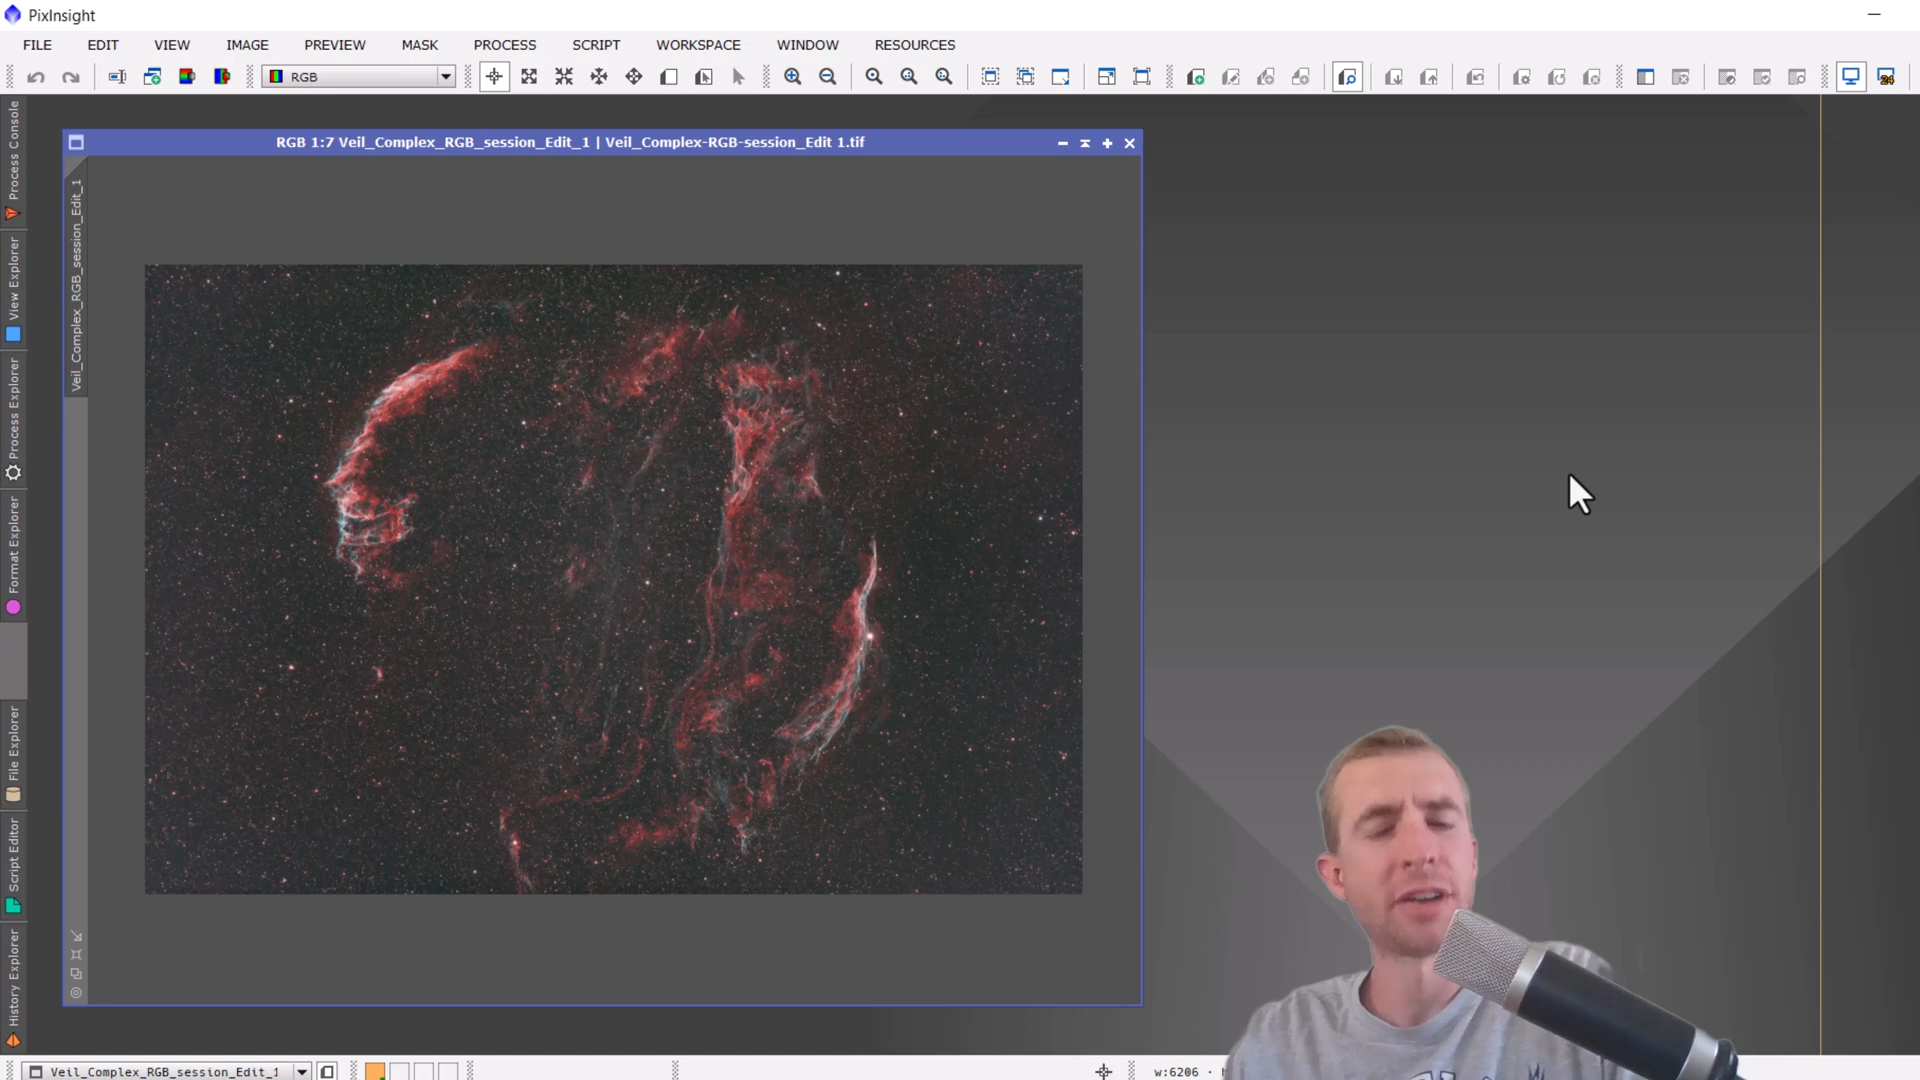 PixInsight
FILE EDIT VIEW IMAGE PREVIEW MASK PROCESS SCRIPT WORKSPACE WINDOW RESOURCES
RGB
24
RGB 1:7 Veil_Complex_RGB_session_Edit_1 | Veil_Complex-RGB-session_Edit 1.tif
Veil_Complex_RGB_session_Edit_1
Process Console
View Explorer
Process Explorer
Format Explorer
File Explorer
Script Editor
History Explorer
Veil_Complex_RGB_session_Edit_1
w:6206 ·